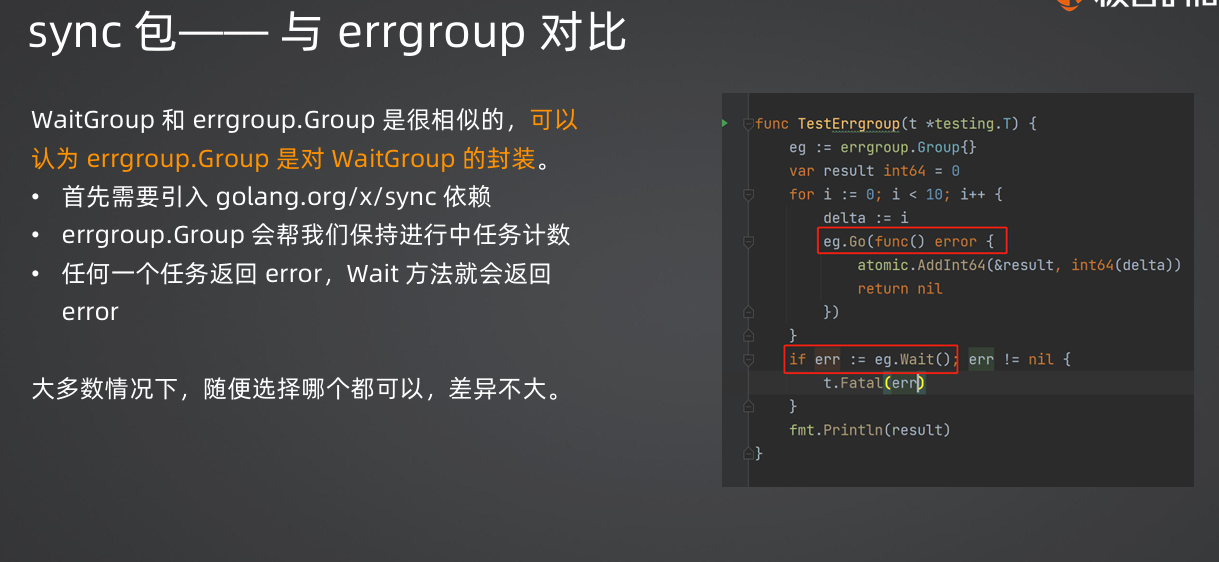 sync 包—— 与 errgroup 对比
WaitGroup 和 errgroup.Group 是很相似的，可以
认为 errgroup.Group 是对 WaitGroup 的封装。
• 首先需要引入 golang.org/x/sync 依赖
• errgroup.Group 会帮我们保持进行中任务计数
• 任何一个任务返回 error，Wait 方法就会返回
error
大多数情况下，随便选择哪个都可以，差异不大。
func TestErrgroup(t *testing.T) {
eg := errgroup.Group{}
var result int64 = 0
for i := 0; i < 10; i++ {
delta := i
eg.Go(func() error {
atomic.AddInt64(&result, int64(delta))
return nil
})
}
if err := eg.Wait(); err != nil {
t.Fatal(err)
}
fmt.Println(result)
}